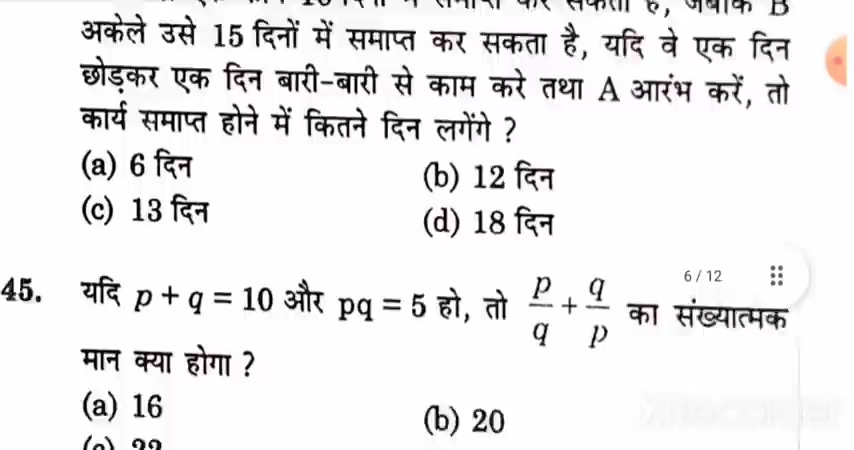 अकेले उसे 15 दिनों में समाप्त कर सकता है, यदि वे एक दिन
छोड़कर एक दिन बारी-बारी से काम करे तथा A आरंभ करें, तो
कार्य समाप्त होने में कितने दिन लगेंगे ?
(a) 6 दिन (b) 12 दिन
(c) 13 दिन (d) 18 दिन
6 / 12
45. यदि p + q = 10 और pq = 5 हो, तो p/q + q/p का संख्यात्मक
मान क्या होगा ?
(a) 16 (b) 20